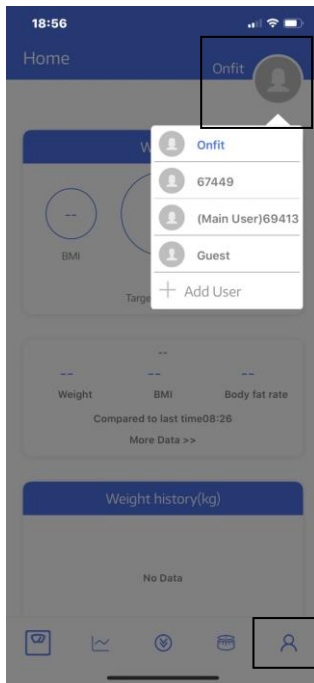 18:56
Home
Onfit
W
Onfit
67449
(Main User)69413
Guest
Add User
--
BMI
Targe
--
-- -- --
Weight BMI Body fat rate
Compared to last time08:26
More Data >>
Weight history(kg)
No Data